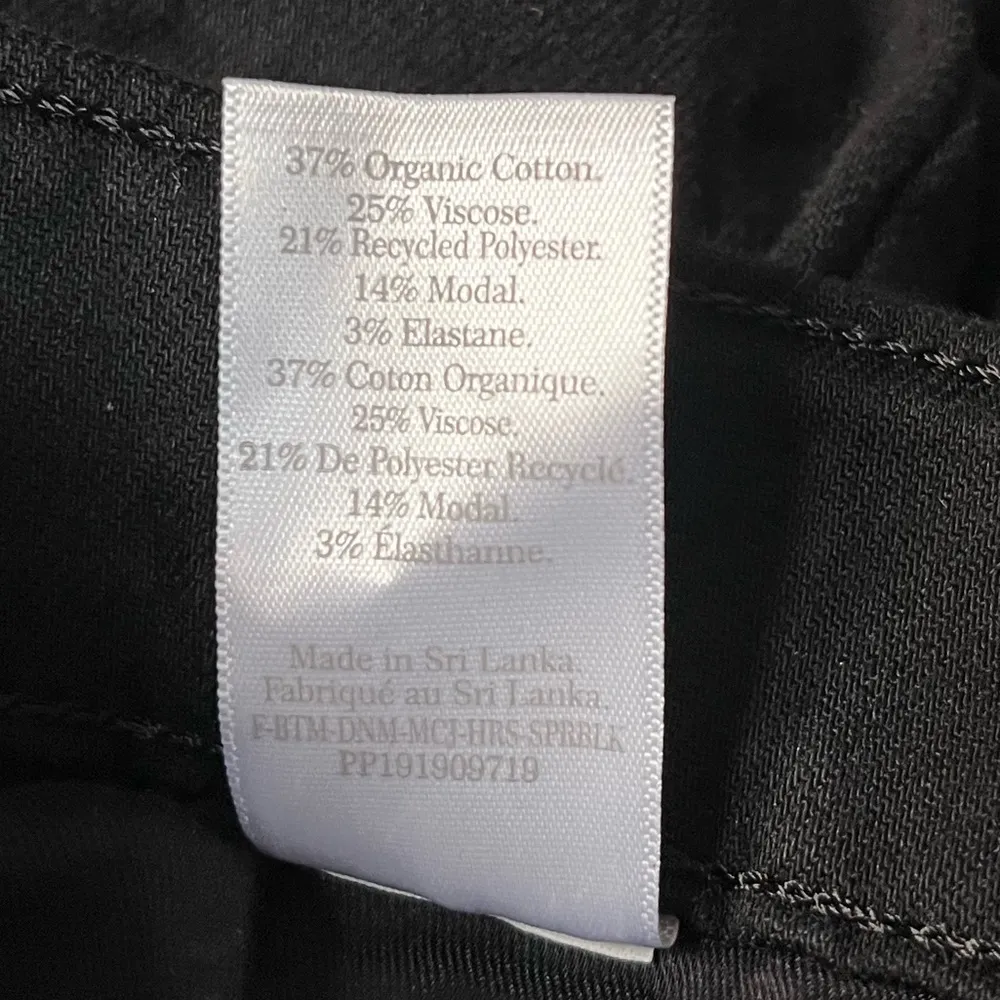 37% Organic Cotton.
25% Viscose.
21% Recycled Polyester.
14% Modal.
3% Elastane.
37% Coton Organique.
25% Viscose.
21% De Polyester Recyclé.
14% Modal.
3% Élasthanne.
Made in Sri Lanka.
Fabriqué au Sri Lanka.
F-BTM-DNM-MCJ-HRS-SPRBLK
PP191909719